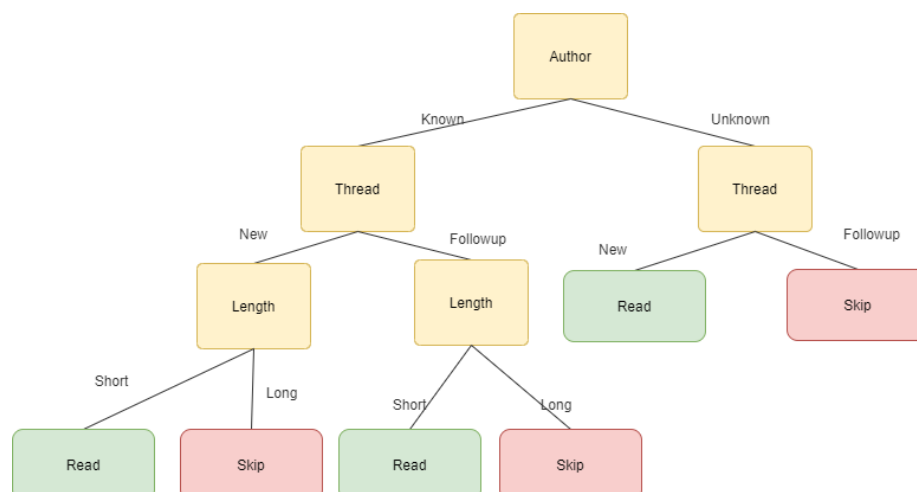 Author
Known
Unknown
Thread
Thread
New
Followup
New
Followup
Length
Length
Read
Skip
Short
Long
Short
Long
Read
Skip
Read
Skip